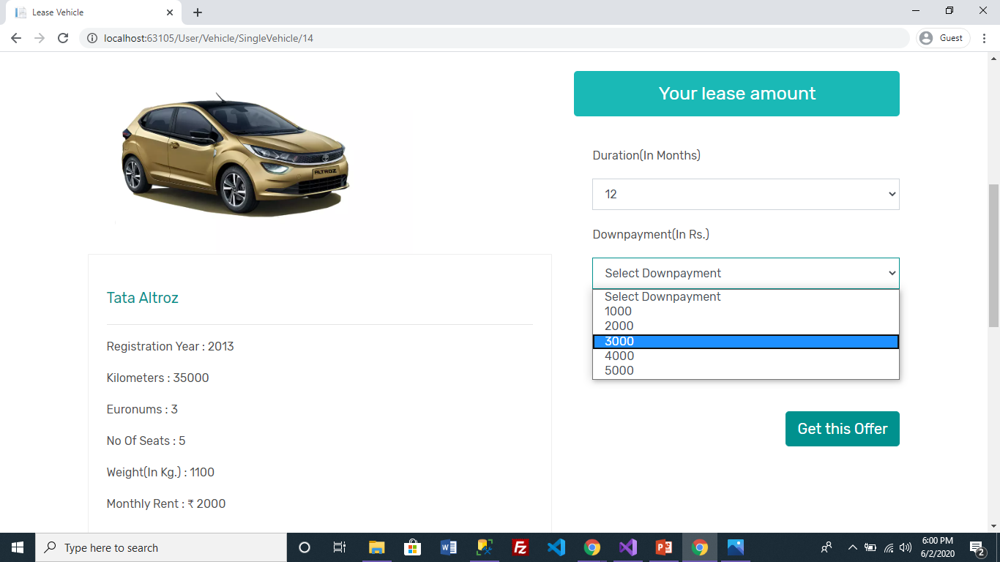 Lease Vehicle
localhost:63105/User/Vehicle/SingleVehicle/14
Guest
ALTROZ
Tata Altroz
Registration Year : 2013
Kilometers : 35000
Euronums : 3
No Of Seats : 5
Weight(In Kg.) : 1100
Monthly Rent : ₹ 2000
Your lease amount
Duration(In Months)
12
Downpayment(In Rs.)
Select Downpayment
Select Downpayment
1000
2000
3000
4000
5000
Get this Offer
Type here to search
6:00 PM
6/2/2020
2